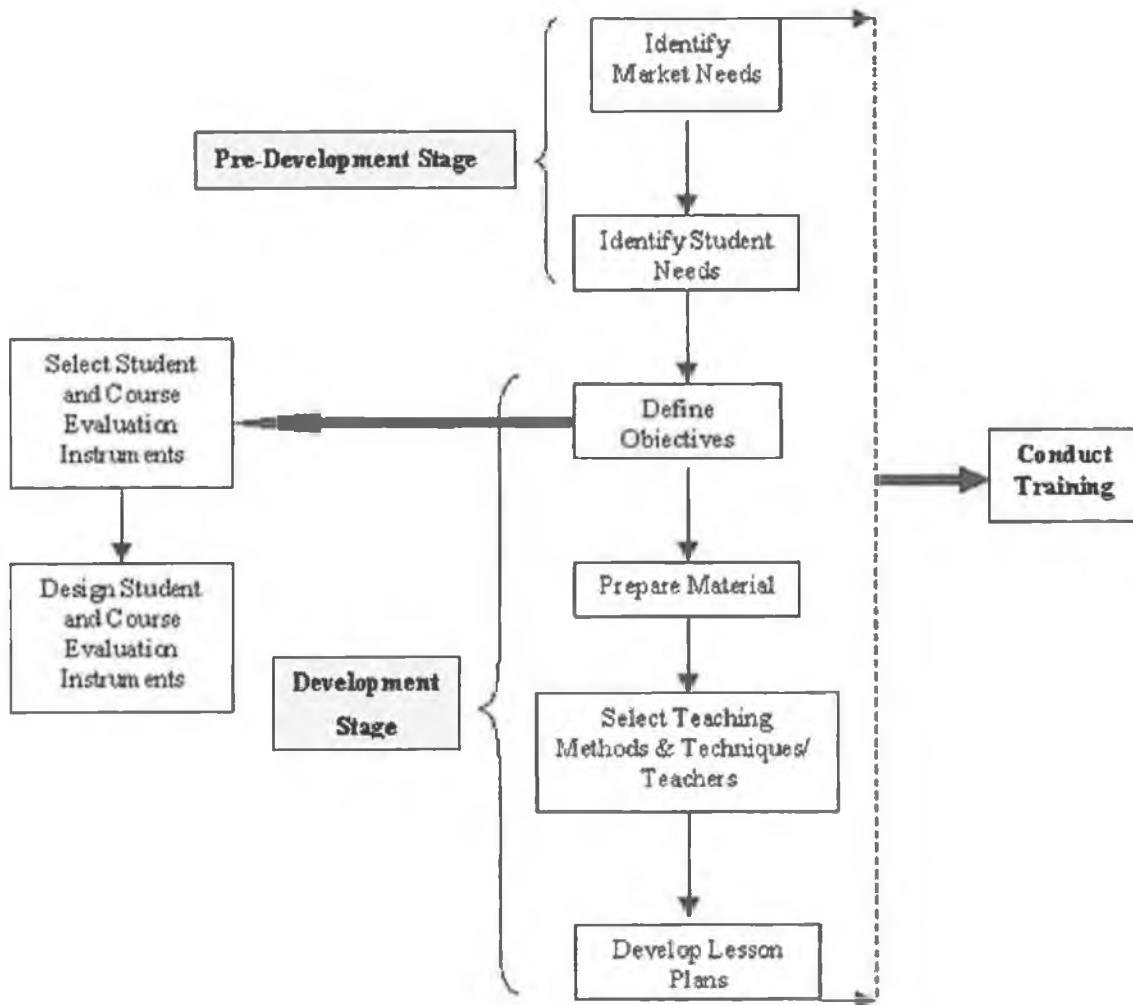 Identify
Market Needs
Pre-Development Stage
Identify Student
Needs
Select Student
and Course
Evaluation
Instruments
Define
Objectives
Conduct
Training
Design Student
and Course
Evaluation
Instruments
Prepare Material
Development
Stage
Select Teaching
Methods & Techniques/
Teachers
Develop Lesson
Plans